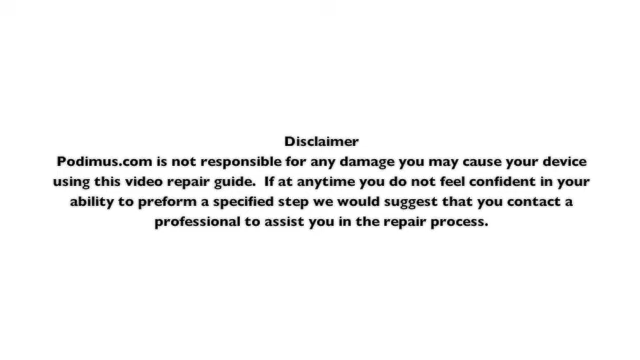 Disclaimer
Podimus.com is not responsible for any damage you may cause your device
using this video repair guide.  If at anytime you do not feel confident in your
ability to preform a specified step we would suggest that you contact a
professional to assist you in the repair process.